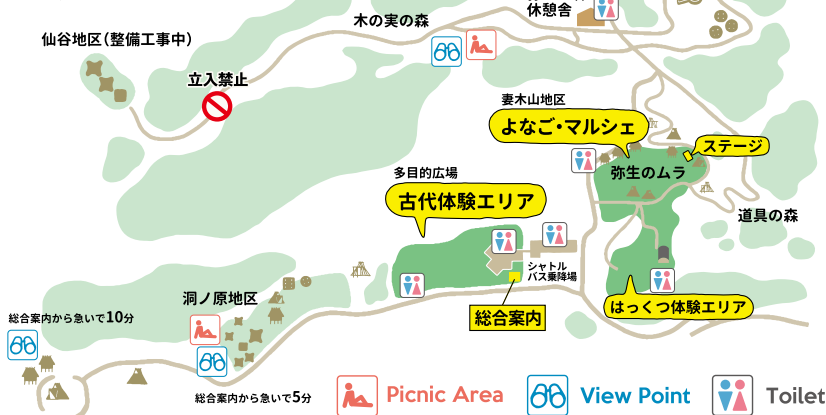 休憩舎
木の実の森
仙谷地区(整備工事中)
立入禁止
妻木山地区
よなご・マルシェ
ステージ
弥生のムラ
多目的広場
古代体験エリア
道具の森
シャトル
バス乗降場
洞ノ原地区
はっくつ体験エリア
総合案内
総合案内から急いで10分
総合案内から急いで5分
Picnic Area
View Point
Toilet